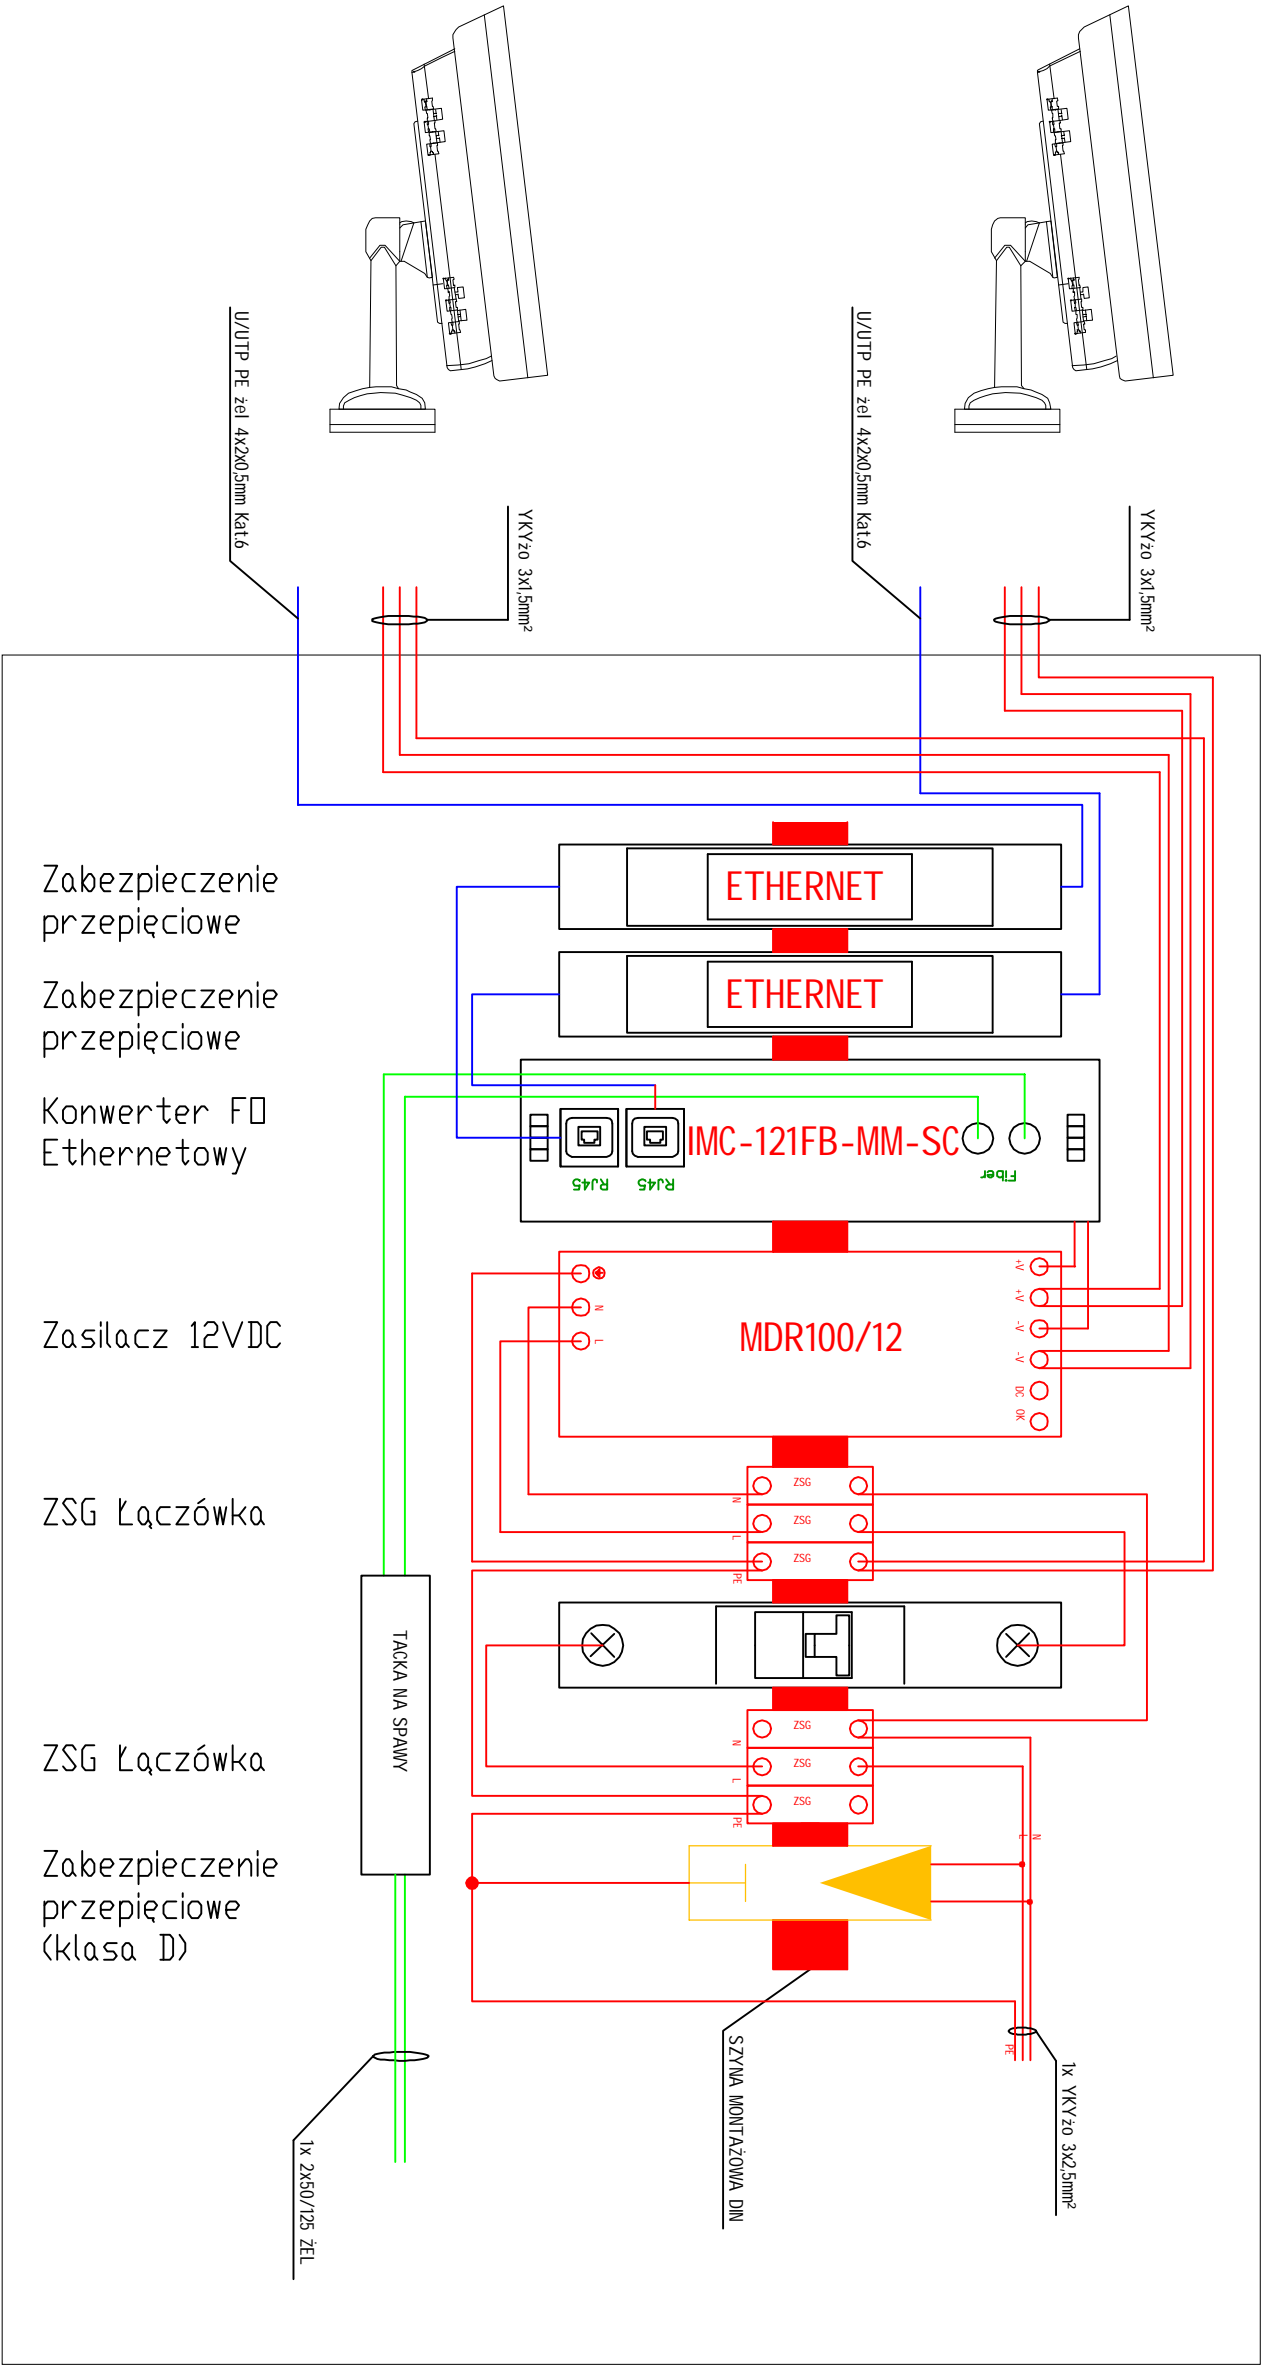 U/UTP PE żel 4x2x0,5mm Kat.6
YKYżo 3x1,5mm²
U/UTP PE żel 4x2x0,5mm Kat.6
YKYżo 3x1,5mm²
Zabezpieczenie
przepięciowe
ETHERNET
Zabezpieczenie
przepięciowe
ETHERNET
Konwerter FO
Ethernetowy
IMC-121FB-MM-SC
RJ45
RJ45
Fiber
Zasilacz 12VDC
MDR100/12
N
L
+V
+V
-V
-V
DC OK
ZSG Łączówka
ZSG
N
ZSG
L
ZSG
PE
TACKA NA SPAWY
ZSG Łączówka
ZSG
N
ZSG
L
ZSG
PE
N
L
Zabezpieczenie
przepięciowe
(klasa D)
PE
SZYNA MONTAŻOWA DIN
1x YKYżo 3x2,5mm²
1x 2x50/125 ŻEL